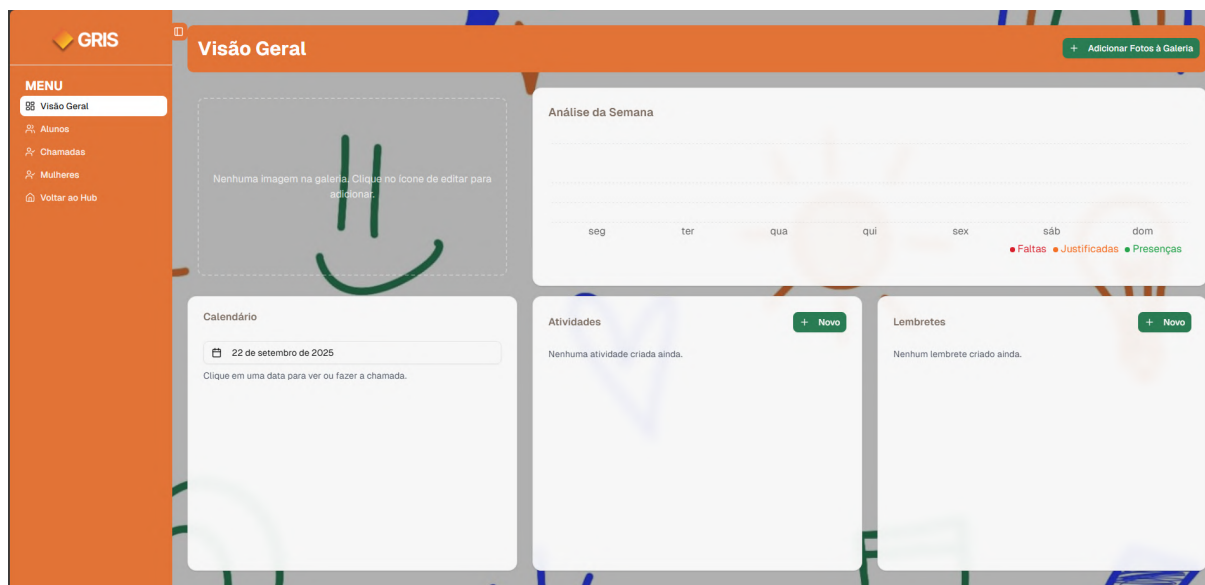 GRIS
MENU
Visão Geral
Alunos
Chamadas
Mulheres
Voltar ao Hub
Visão Geral
+ Adicionar Fotos à Galeria
Nenhuma imagem na galeria. Clique no ícone de editar para
adicionar.
Análise da Semana
seg ter qua qui sex sáb dom
Faltas Justificadas Presenças
Calendário
22 de setembro de 2025
Clique em uma data para ver ou fazer a chamada.
Atividades
+ Novo
Nenhuma atividade criada ainda.
Lembretes
+ Novo
Nenhum lembrete criado ainda.